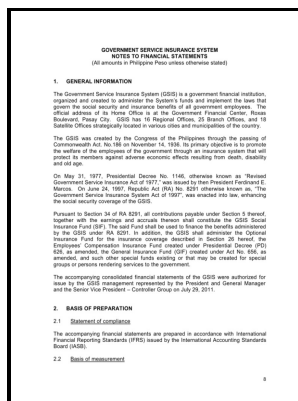 GOVERNMENT SERVICE INSURANCE SYSTEM
NOTES TO FINANCIAL STATEMENTS
(All amounts in Philippine Peso unless otherwise stated)
1. GENERAL INFORMATION
The Government Service Insurance System (GSIS) is a government financial institution,
organized and created to administer the System's funds and implement the laws that
govern the social security and insurance benefits of all government employees. The
official address of its Home Office is at the Government Financial Center, Roxas
Boulevard, Pasay City. GSIS has 16 Regional Offices, 25 Branch Offices, and 18
Satellite Offices strategically located in various cities and municipalities of the country.
The GSIS was created by the Congress of the Philippines through the passing of
Commonwealth Act. No.186 on November 14, 1936. Its primary objective is to promote
the welfare of the employees of the government through an insurance system that will
protect its members against adverse economic effects resulting from death, disability
and old age.
On May 31, 1977, Presidential Decree No. 1146, otherwise known as "Revised
Government Service Insurance Act of 1977," was issued by then President Ferdinand E.
Marcos. On June 24, 1997, Republic Act (RA) No. 8291 otherwise known as, "The
Government Service Insurance System Act of 1997", was enacted into law, enhancing
the social security coverage of the GSIS.
Pursuant to Section 34 of RA 8291, all contributions payable under Section 5 thereof,
together with the earnings and accruals thereon shall constitute the GSIS Social
Insurance Fund (SIF). The said Fund shall be used to finance the benefits administered
by the GSIS under RA 8291. In addition, the GSIS shall administer the Optional
Insurance Fund for the insurance coverage described in Section 26 hereof, the
Employees' Compensation Insurance Fund created under Presidential Decree (PD)
626, as amended, the General Insurance Fund (GIF) created under Act No. 656, as
amended, and such other special funds existing or that may be created for special
groups or persons rendering services to the government.
The accompanying consolidated financial statements of the GSIS were authorized for
issue by the GSIS management represented by the President and General Manager
and the Senior Vice President – Controller Group on July 29, 2011.
2. BASIS OF PREPARATION
2.1 Statement of compliance
The accompanying financial statements are prepared in accordance with International
Financial Reporting Standards (IFRS) issued by the International Accounting Standards
Board (IASB).
2.2 Basis of measurement
8